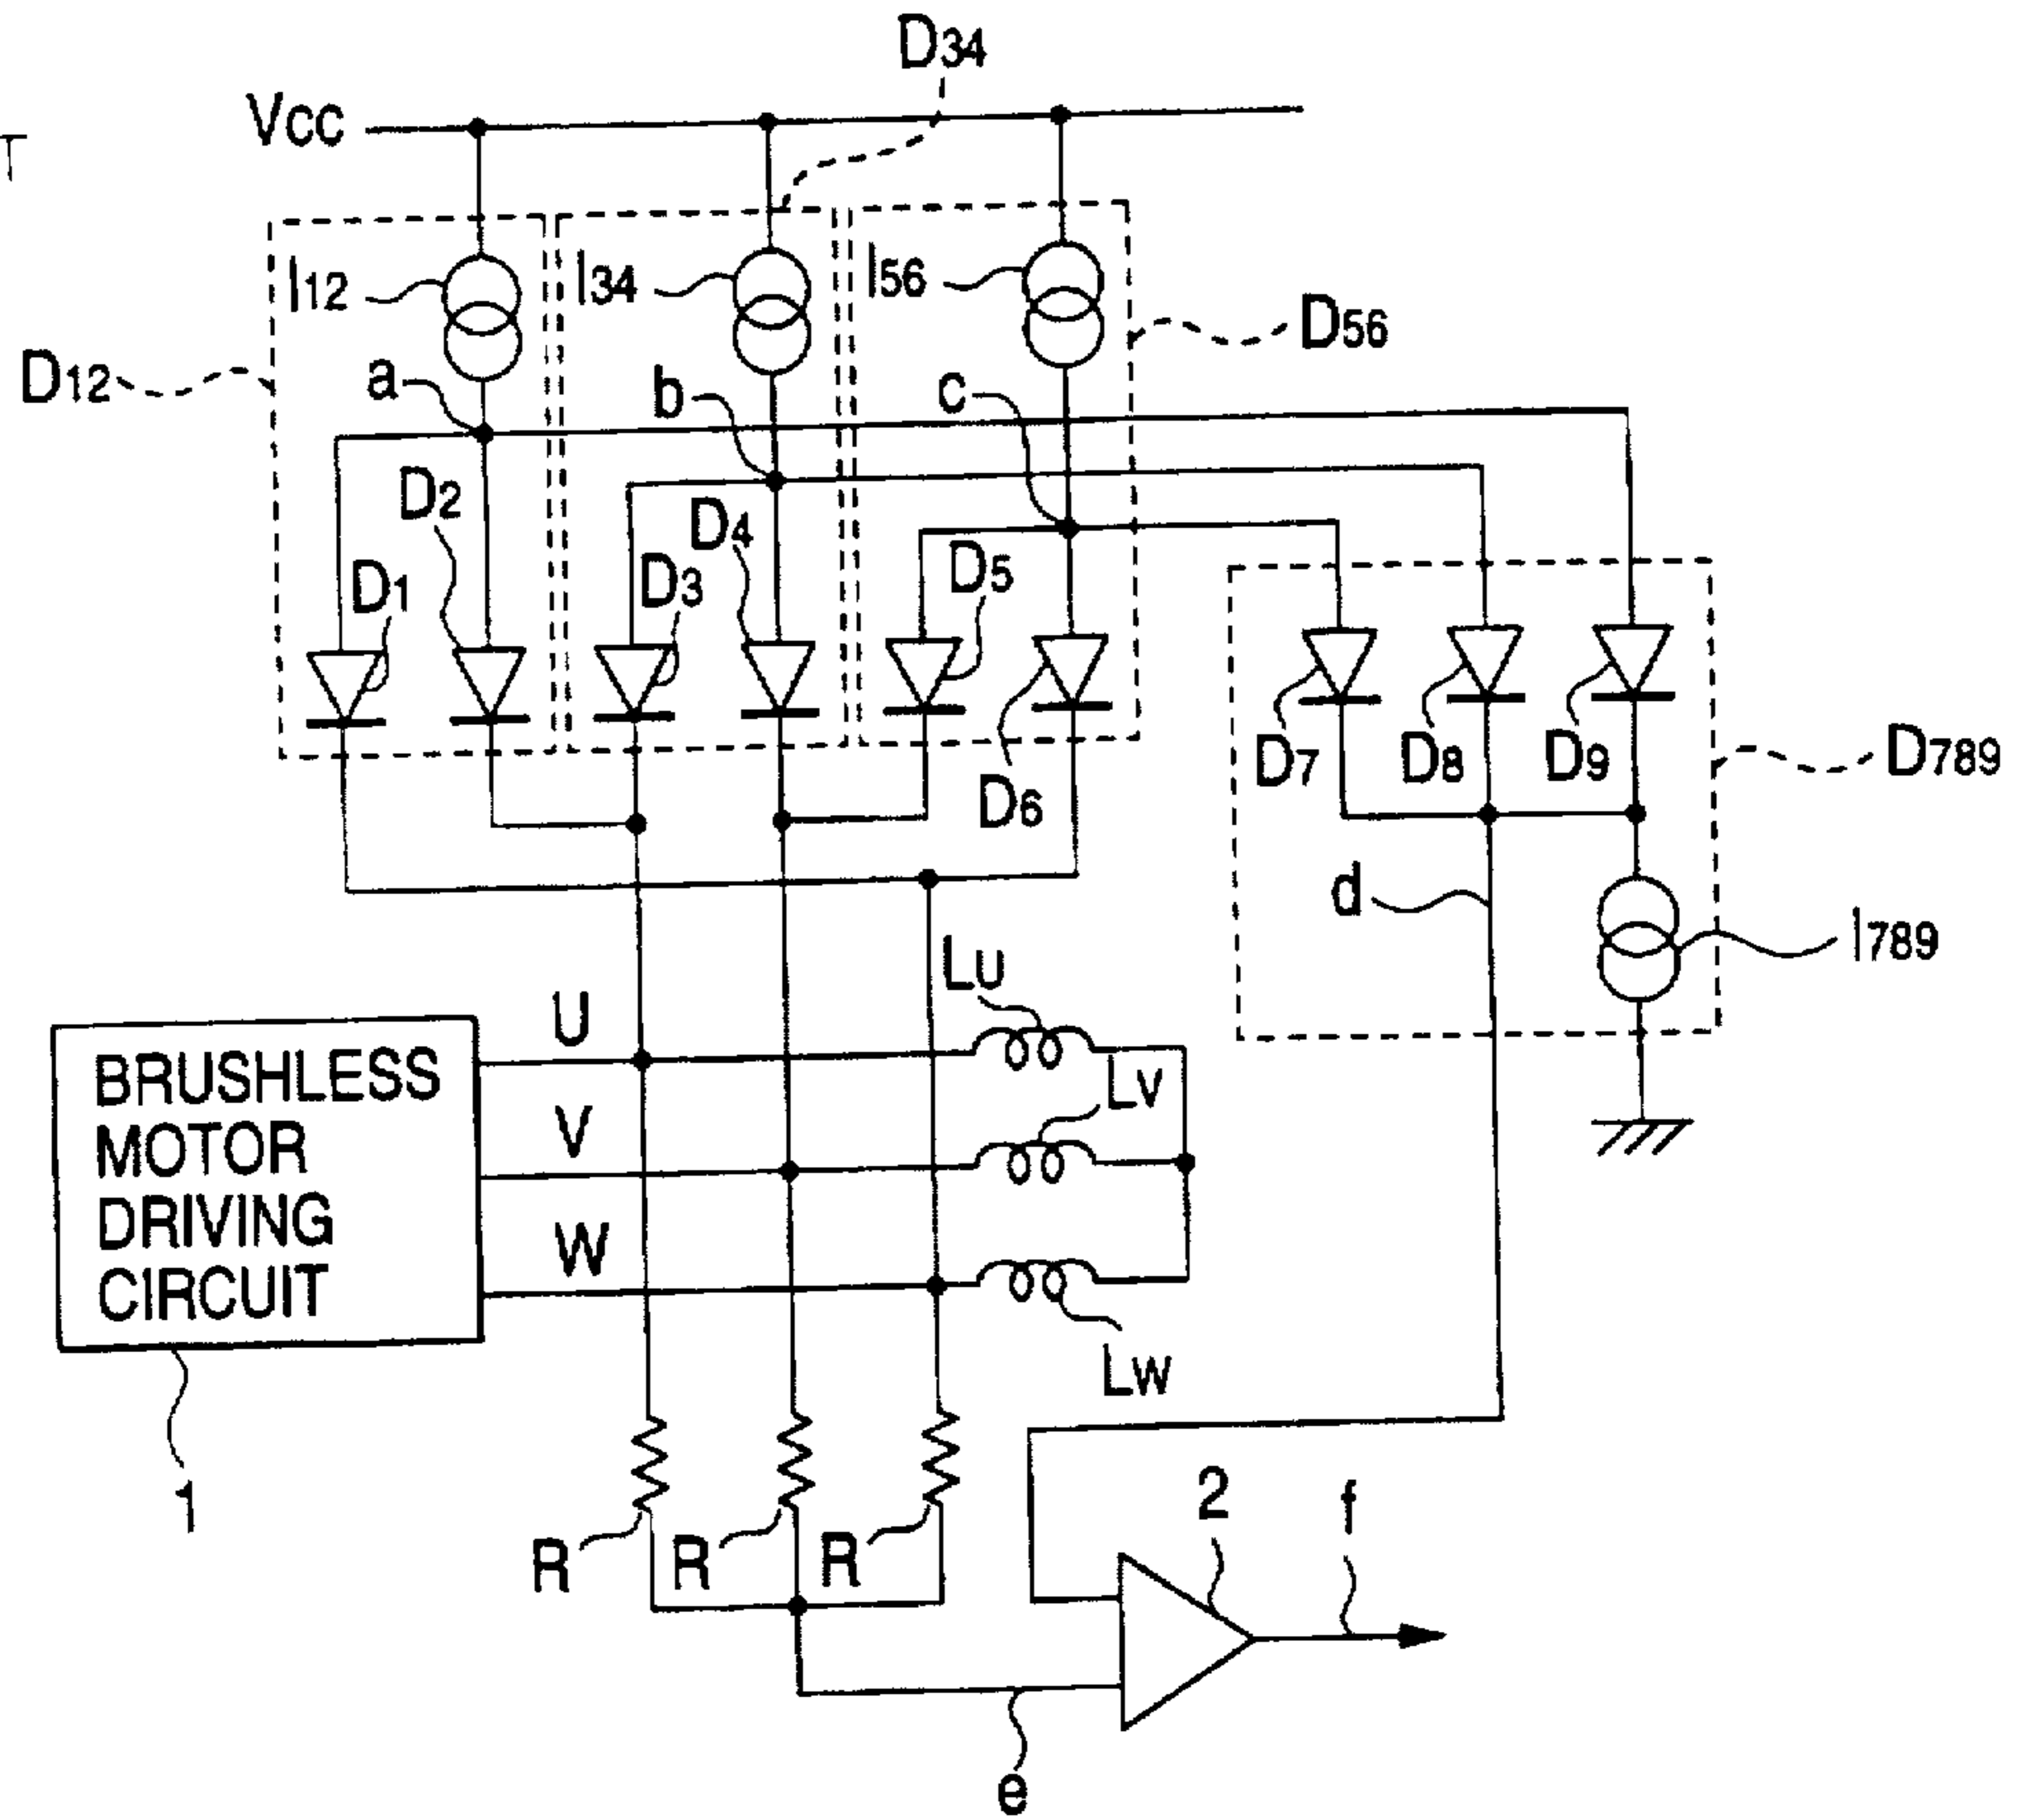 D34
Vcc
I12
I34
I56
D56
D12
a
b
c
D2
D4
D1
D3
D5
D7
D8
D9
D789
D6
d
I789
Lu
U
Lv
BRUSHLESS
MOTOR
DRIVING
CIRCUIT
V
W
Lw
1
R
R
R
2
f
e